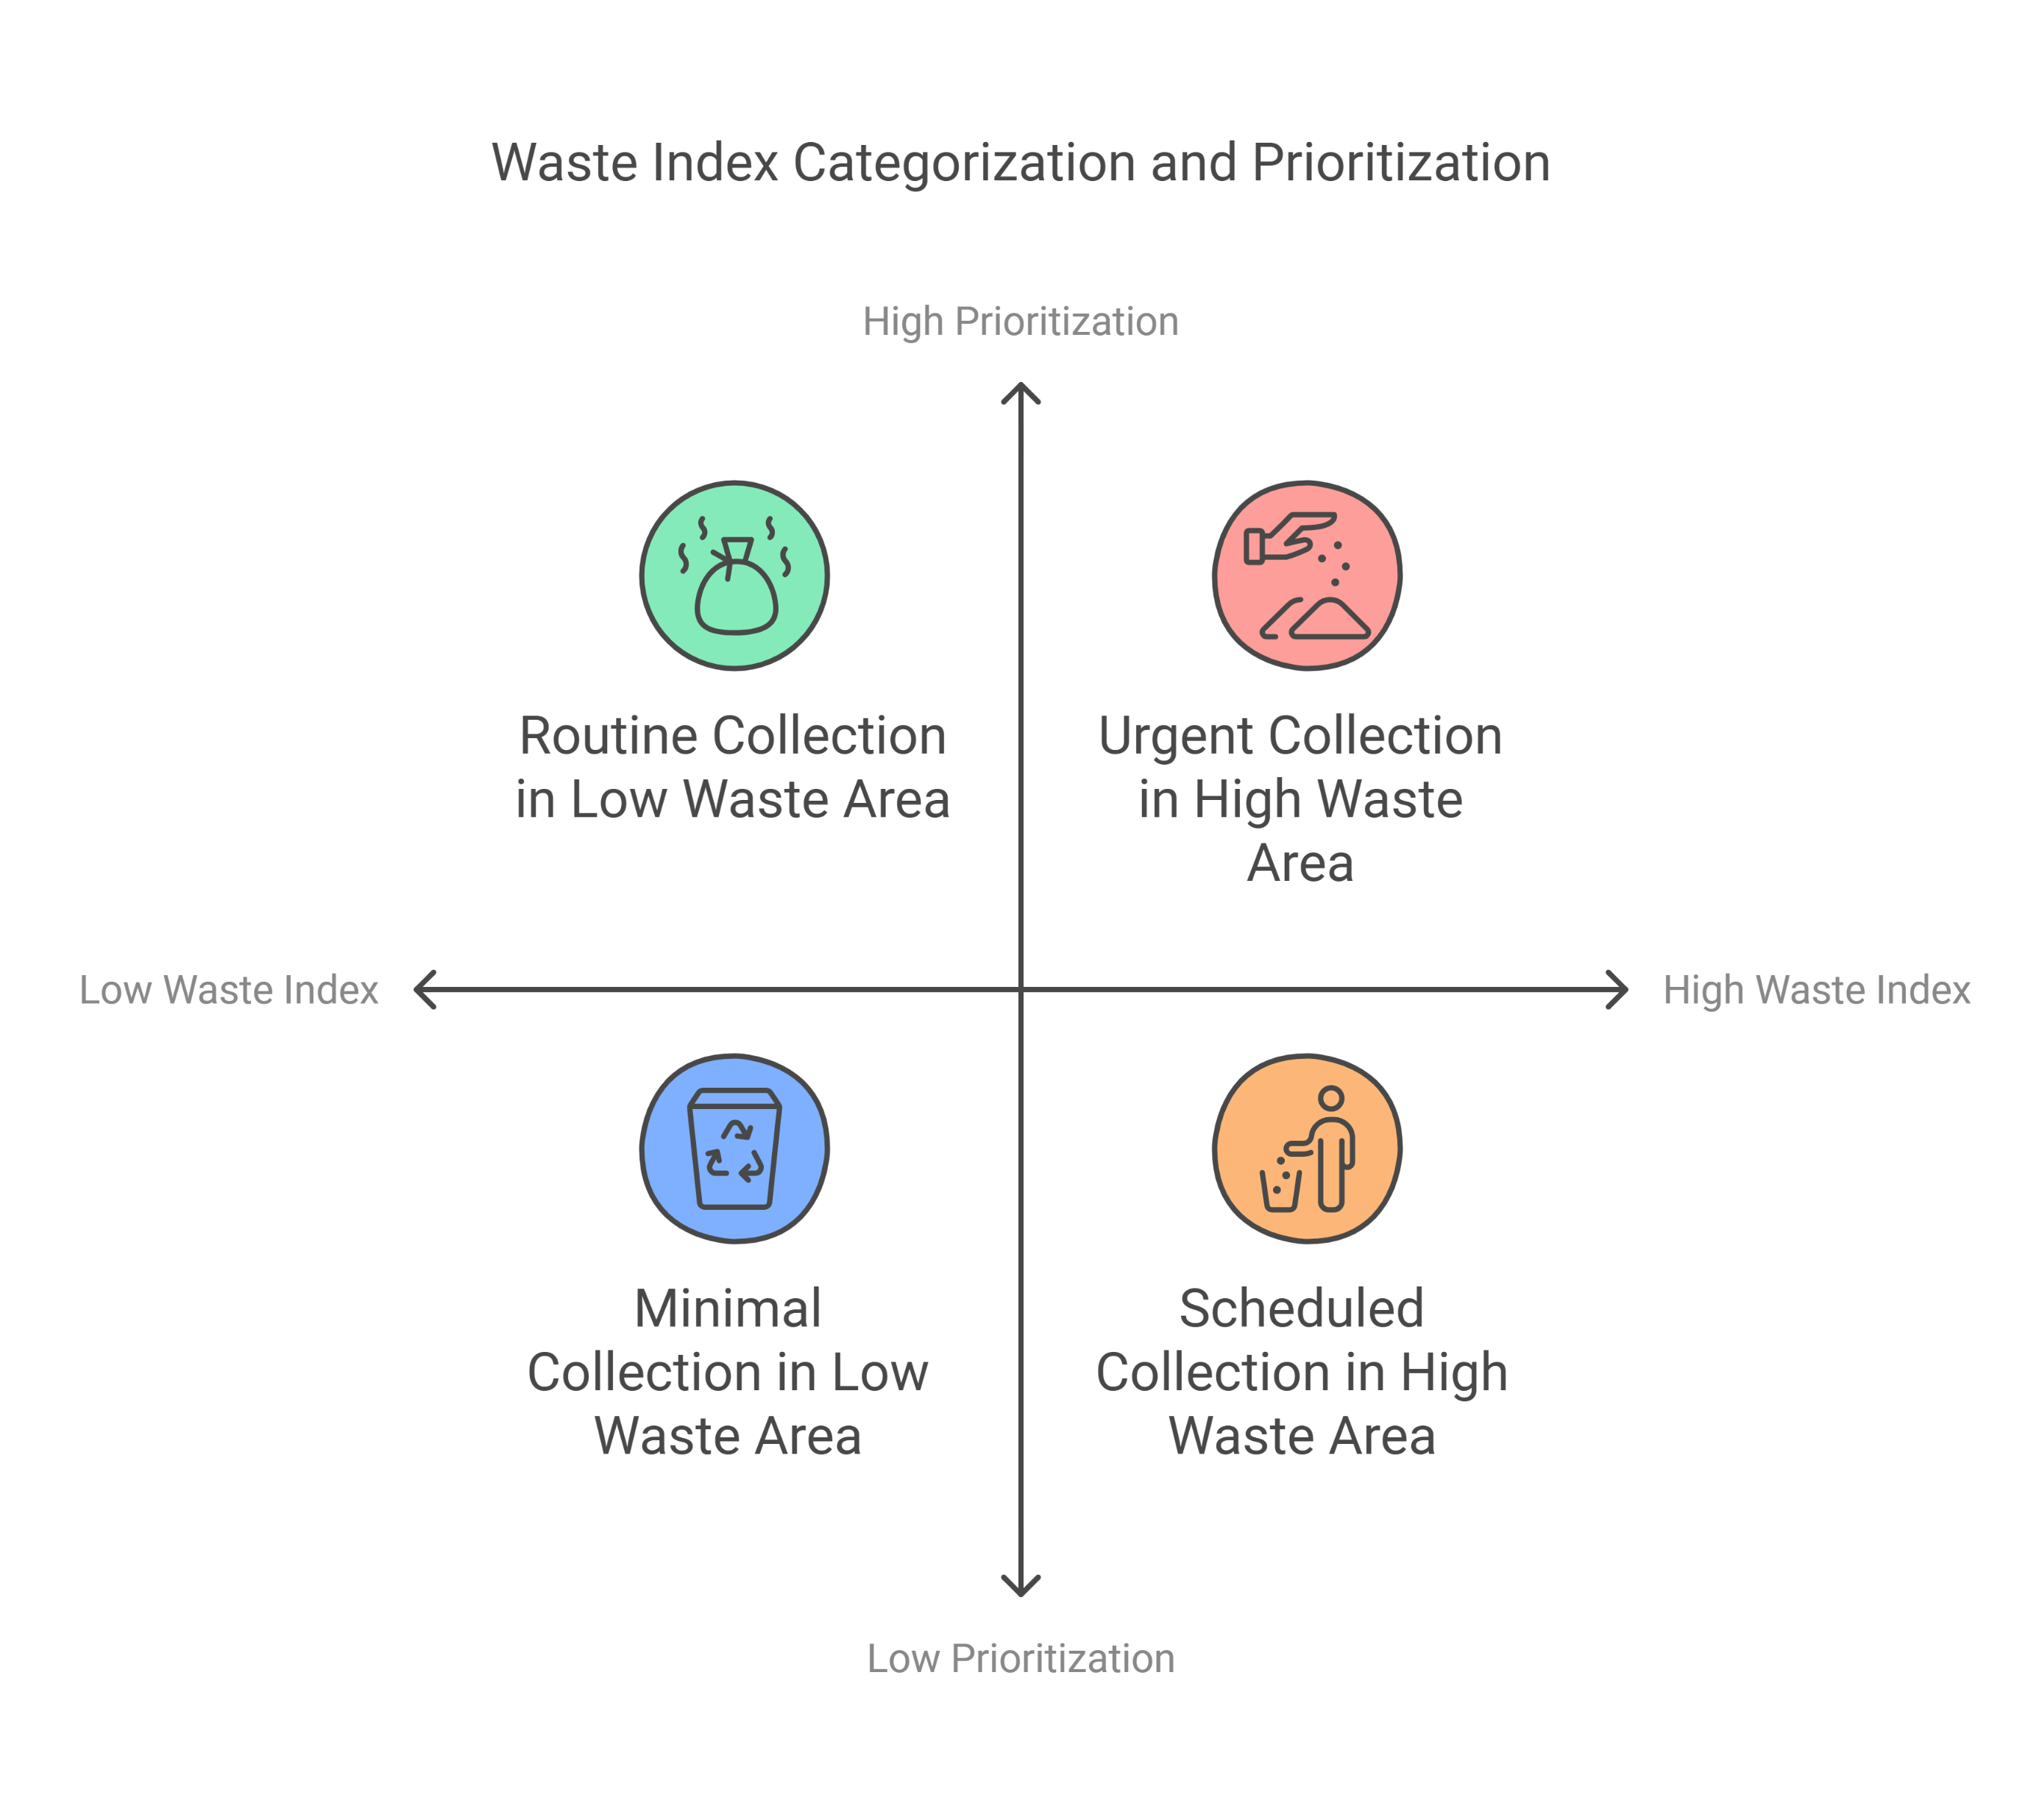 Waste Index Categorization and Prioritization
High Prioritization
Routine Collection
in Low Waste Area
Urgent Collection
in High Waste
Area
Low Waste Index
High Waste Index
Minimal
Collection in Low
Waste Area
Scheduled
Collection in High
Waste Area
Low Prioritization